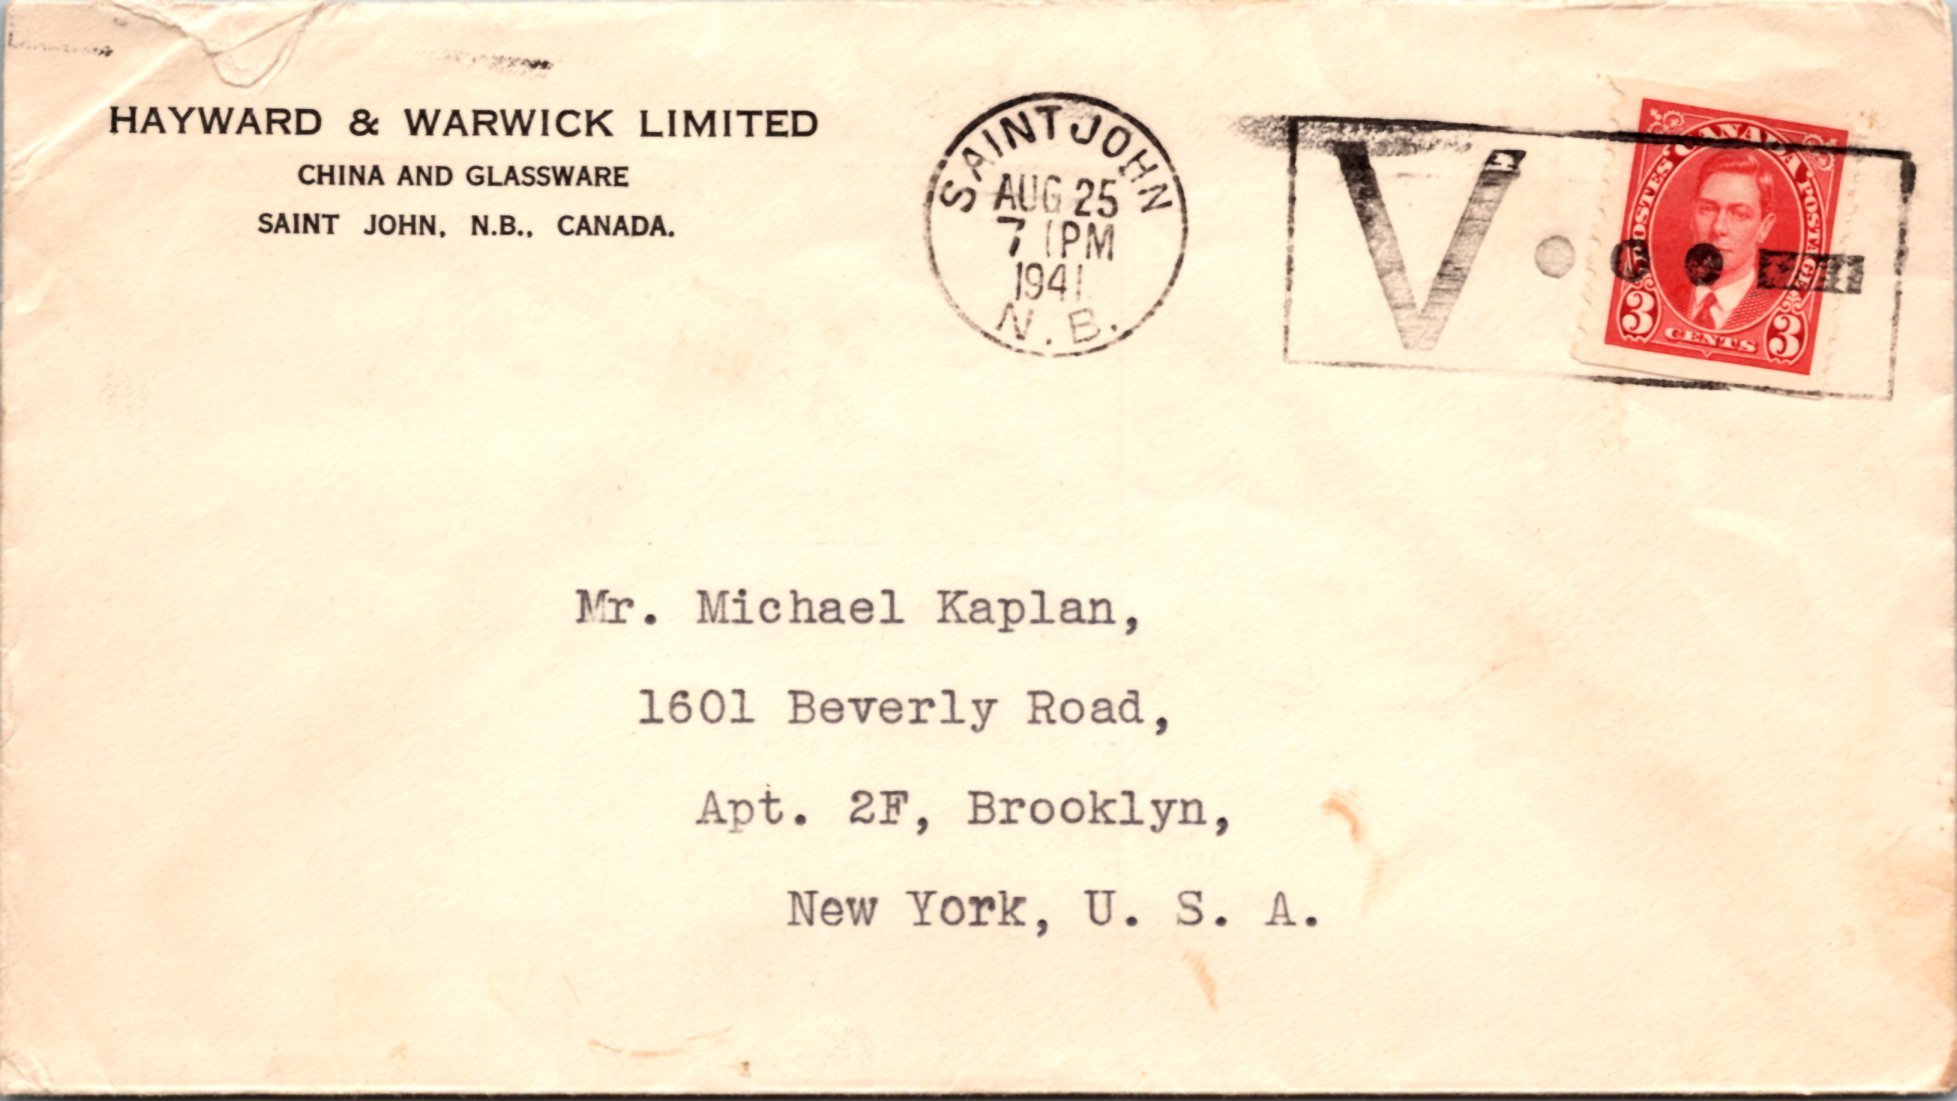 HAYWARD & WARWICK LIMITED
CHINA AND GLASSWARE
SAINT JOHN, N.B., CANADA.
SAINT JOHN
AUG 25
7 PM
1941
N. B.
V
CANADA
POSTES POSTAGE
3 CENTS 3
Mr. Michael Kaplan,
1601 Beverly Road,
Apt. 2F, Brooklyn,
New York, U. S. A.